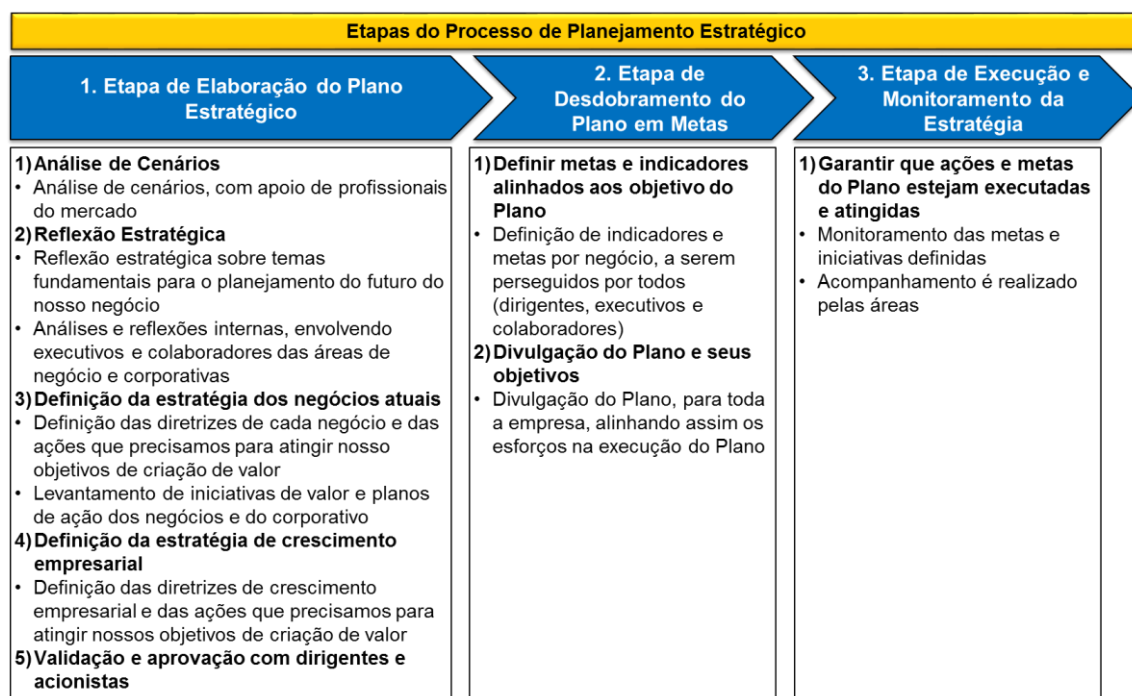 Etapas do Processo de Planejamento Estratégico
1. Etapa de Elaboração do Plano
Estratégico
2. Etapa de
Desdobramento do
Plano em Metas
3. Etapa de Execução e
Monitoramento da
Estratégia
1) Análise de Cenários
• Análise de cenários, com apoio de profissionais
do mercado
2) Reflexão Estratégica
• Reflexão estratégica sobre temas
fundamentais para o planejamento do futuro do
nosso negócio
• Análises e reflexões internas, envolvendo
executivos e colaboradores das áreas de
negócio e corporativas
3) Definição da estratégia dos negócios atuais
• Definição das diretrizes de cada negócio e das
ações que precisamos para atingir nosso
objetivos de criação de valor
• Levantamento de iniciativas de valor e planos
de ação dos negócios e do corporativo
4) Definição da estratégia de crescimento
empresarial
• Definição das diretrizes de crescimento
empresarial e das ações que precisamos para
atingir nossos objetivos de criação de valor
5) Validação e aprovação com dirigentes e
acionistas
1) Definir metas e indicadores
alinhados aos objetivo do
Plano
• Definição de indicadores e
metas por negócio, a serem
perseguidos por todos
(dirigentes, executivos e
colaboradores)
2) Divulgação do Plano e seus
objetivos
• Divulgação do Plano, para toda
a empresa, alinhando assim os
esforços na execução do Plano
1) Garantir que ações e metas
do Plano estejam executadas
e atingidas
• Monitoramento das metas e
iniciativas definidas
• Acompanhamento é realizado
pelas áreas